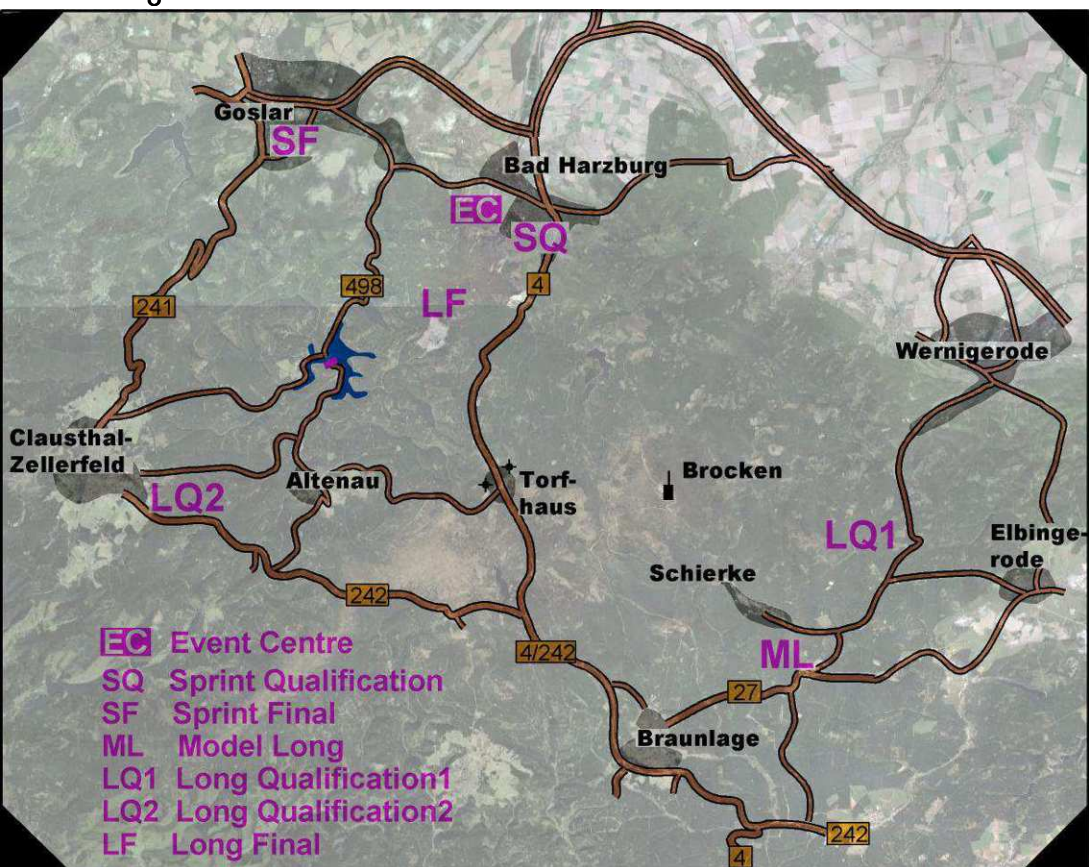 Goslar
SF
Bad Harzburg
EC
SQ
241
498
4
LF
Wernigerode
Clausthal-
Zellerfeld
LQ2
Altenau
Torf-
haus
Brocken
LQ1
Elbinge-
rode
Schierke
242
4/242
ML
27
Braunlage
242
4
EC Event Centre
SQ Sprint Qualification
SF Sprint Final
ML Model Long
LQ1 Long Qualification1
LQ2 Long Qualification2
LF Long Final